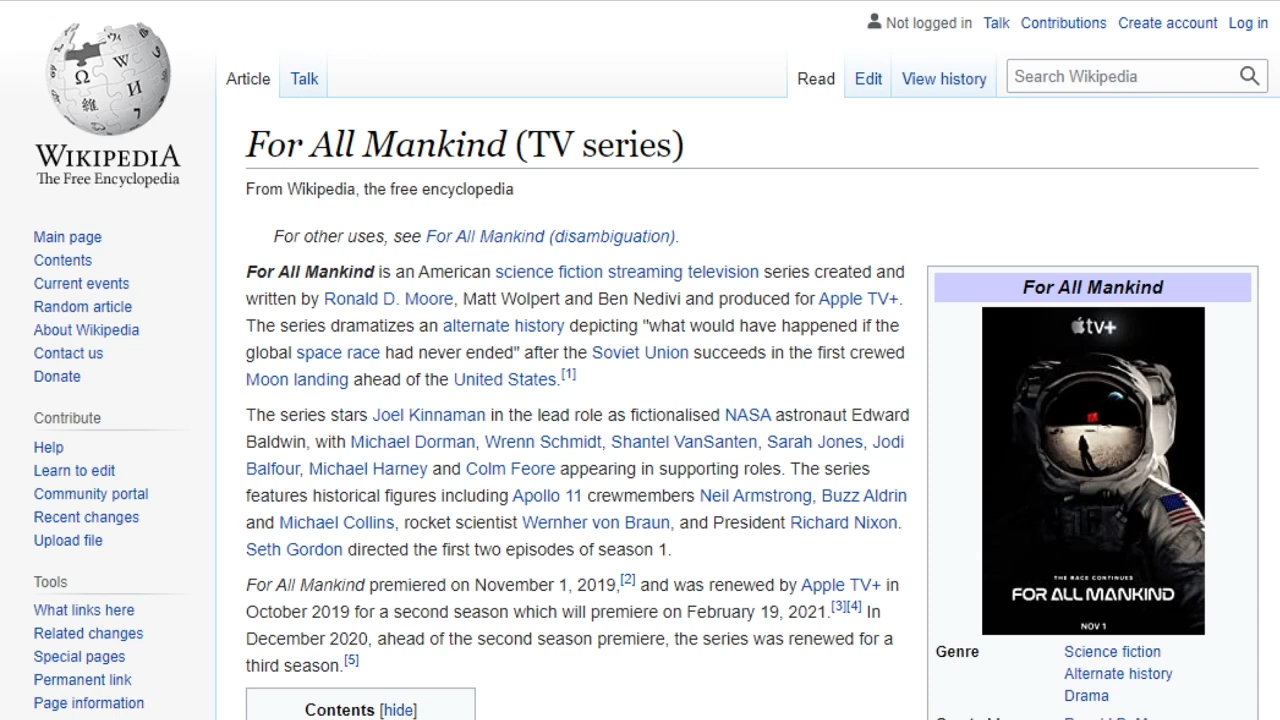 Not logged in Talk Contributions Create account Log in
Article Talk Read Edit View history Search Wikipedia
Ω W И 維 7
WIKIPEDIA
The Free Encyclopedia
Main page
Contents
Current events
Random article
About Wikipedia
Contact us
Donate
Contribute
Help
Learn to edit
Community portal
Recent changes
Upload file
Tools
What links here
Related changes
Special pages
Permanent link
Page information
For All Mankind (TV series)
From Wikipedia, the free encyclopedia
For other uses, see For All Mankind (disambiguation).
For All Mankind is an American science fiction streaming television series created and
written by Ronald D. Moore, Matt Wolpert and Ben Nedivi and produced for Apple TV+.
The series dramatizes an alternate history depicting "what would have happened if the
global space race had never ended" after the Soviet Union succeeds in the first crewed
Moon landing ahead of the United States.[1]
The series stars Joel Kinnaman in the lead role as fictionalised NASA astronaut Edward
Baldwin, with Michael Dorman, Wrenn Schmidt, Shantel VanSanten, Sarah Jones, Jodi
Balfour, Michael Harney and Colm Feore appearing in supporting roles. The series
features historical figures including Apollo 11 crewmembers Neil Armstrong, Buzz Aldrin
and Michael Collins, rocket scientist Wernher von Braun, and President Richard Nixon.
Seth Gordon directed the first two episodes of season 1.
For All Mankind premiered on November 1, 2019,[2] and was renewed by Apple TV+ in
October 2019 for a second season which will premiere on February 19, 2021.[3][4] In
December 2020, ahead of the second season premiere, the series was renewed for a
third season.[5]
Contents [hide]
For All Mankind
tv+
THE RACE CONTINUES
FOR ALL MANKIND
NOV 1
Genre Science fiction
Alternate history
Drama